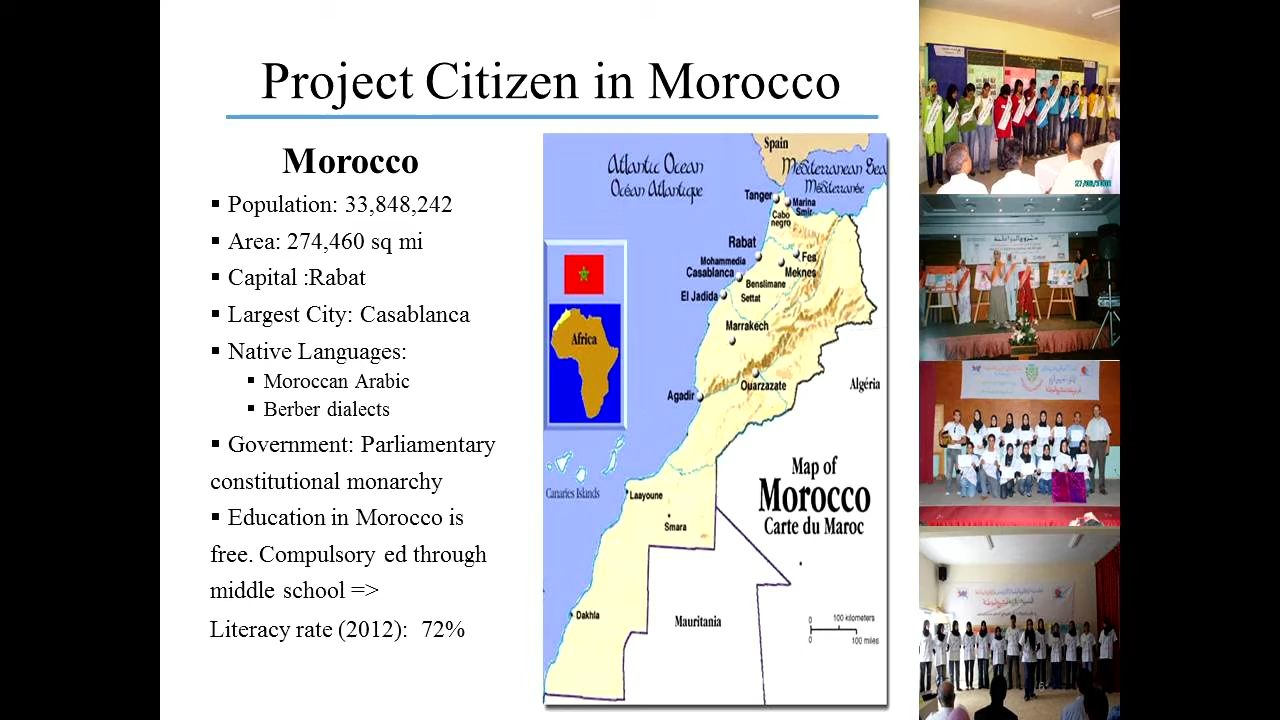 Project Citizen in Morocco
Morocco
▪ Population: 33,848,242
▪ Area: 274,460 sq mi
▪ Capital :Rabat
▪ Largest City: Casablanca
▪ Native Languages:
▪ Moroccan Arabic
▪ Berber dialects
▪ Government: Parliamentary
constitutional monarchy
▪ Education in Morocco is
free. Compulsory ed through
middle school =>
Literacy rate (2012): 72%
Spain
Atlantic Ocean
Océan Atlantique
Mediterranean Sea
Méditerranée
Tanger
Marina
Smir
Cabo
negro
Rabat
Fes
Mohammedia
Casablanca
Meknes
Benslimane
El Jadida
Settat
Africa
Marrakech
Ouarzazate
Algéria
Agadir
Map of
Morocco
Carte du Maroc
Canaries Islands
Laayoune
Smara
Dakhla
Mauritania
0 100 kilometers
0 100 miles
مشروع المواطنة